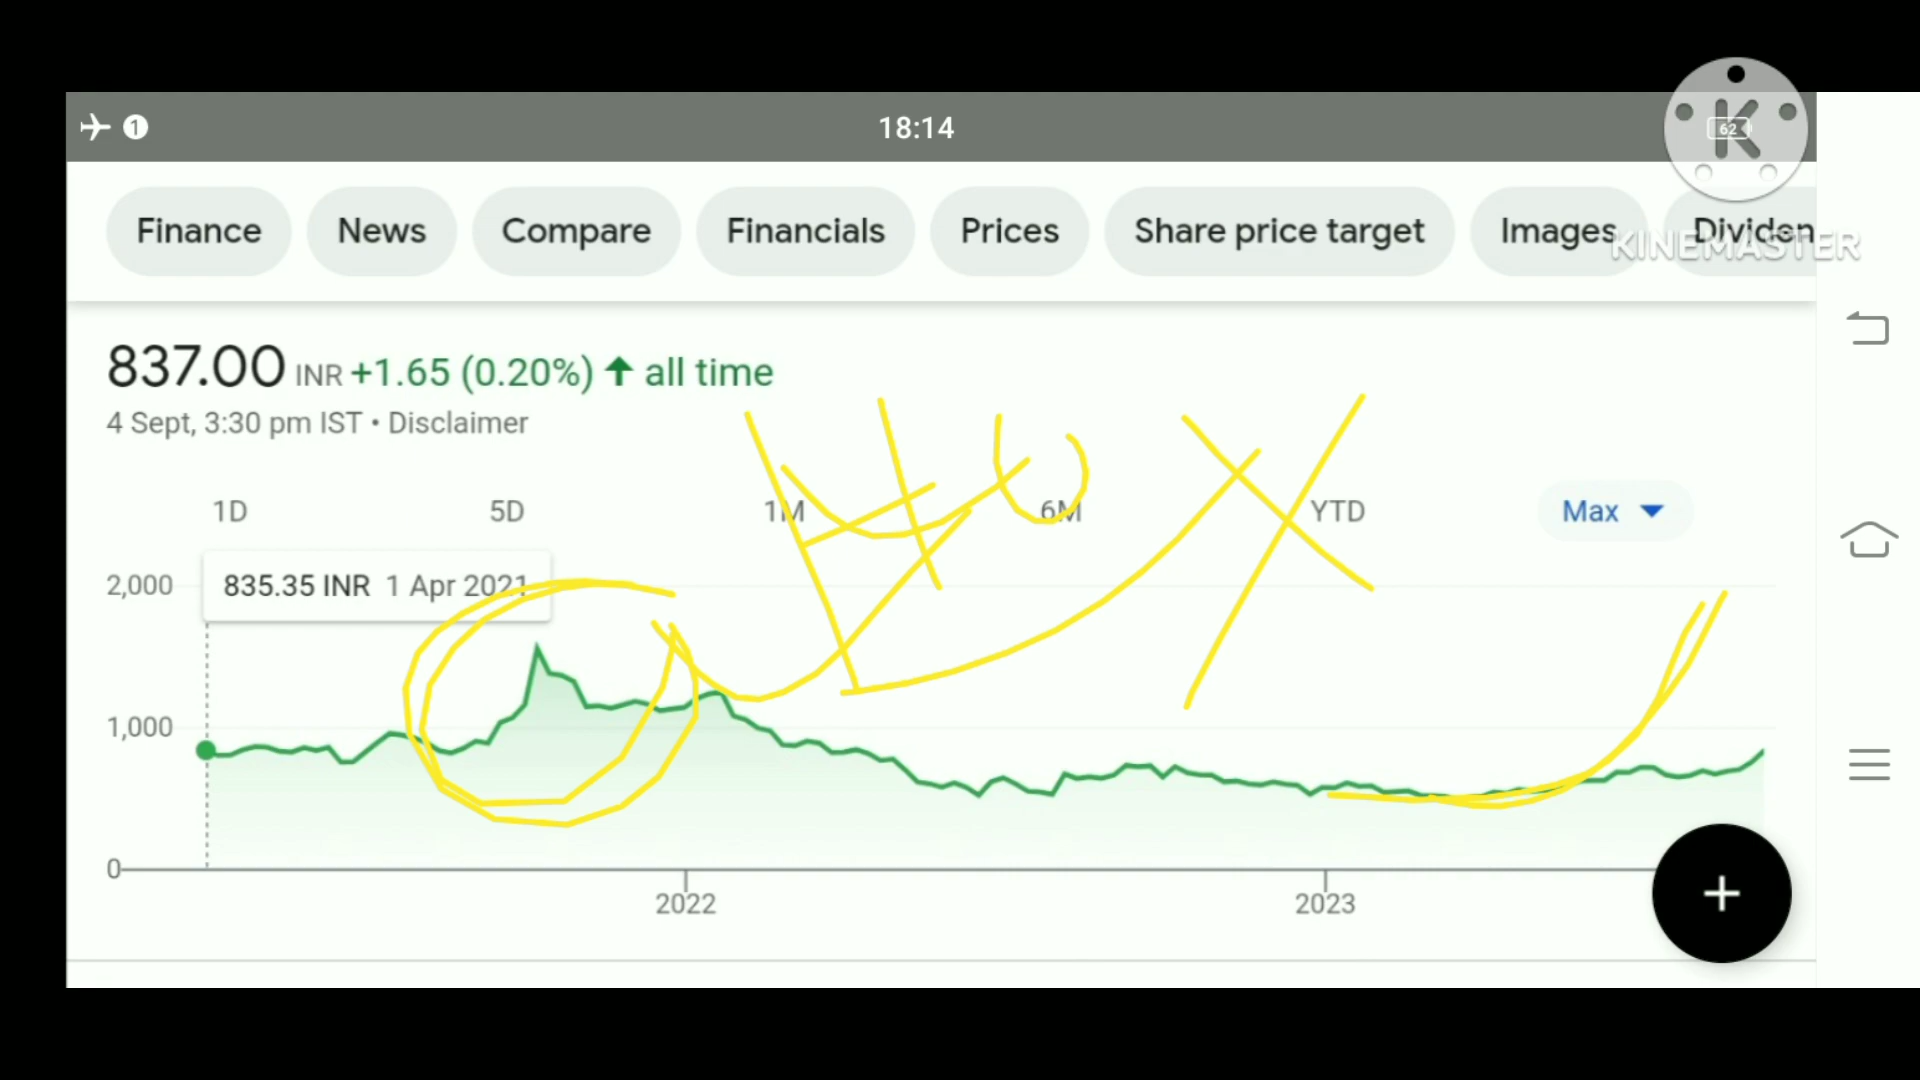 1 18:14 62
Finance News Compare Financials Prices Share price target Images Dividen
KINEMASTER
837.00 INR +1.65 (0.20%) ↑ all time
4 Sept, 3:30 pm IST • Disclaimer
1D 5D 1M 6M YTD Max
835.35 INR 1 Apr 2021
2,000
1,000
0
2022 2023